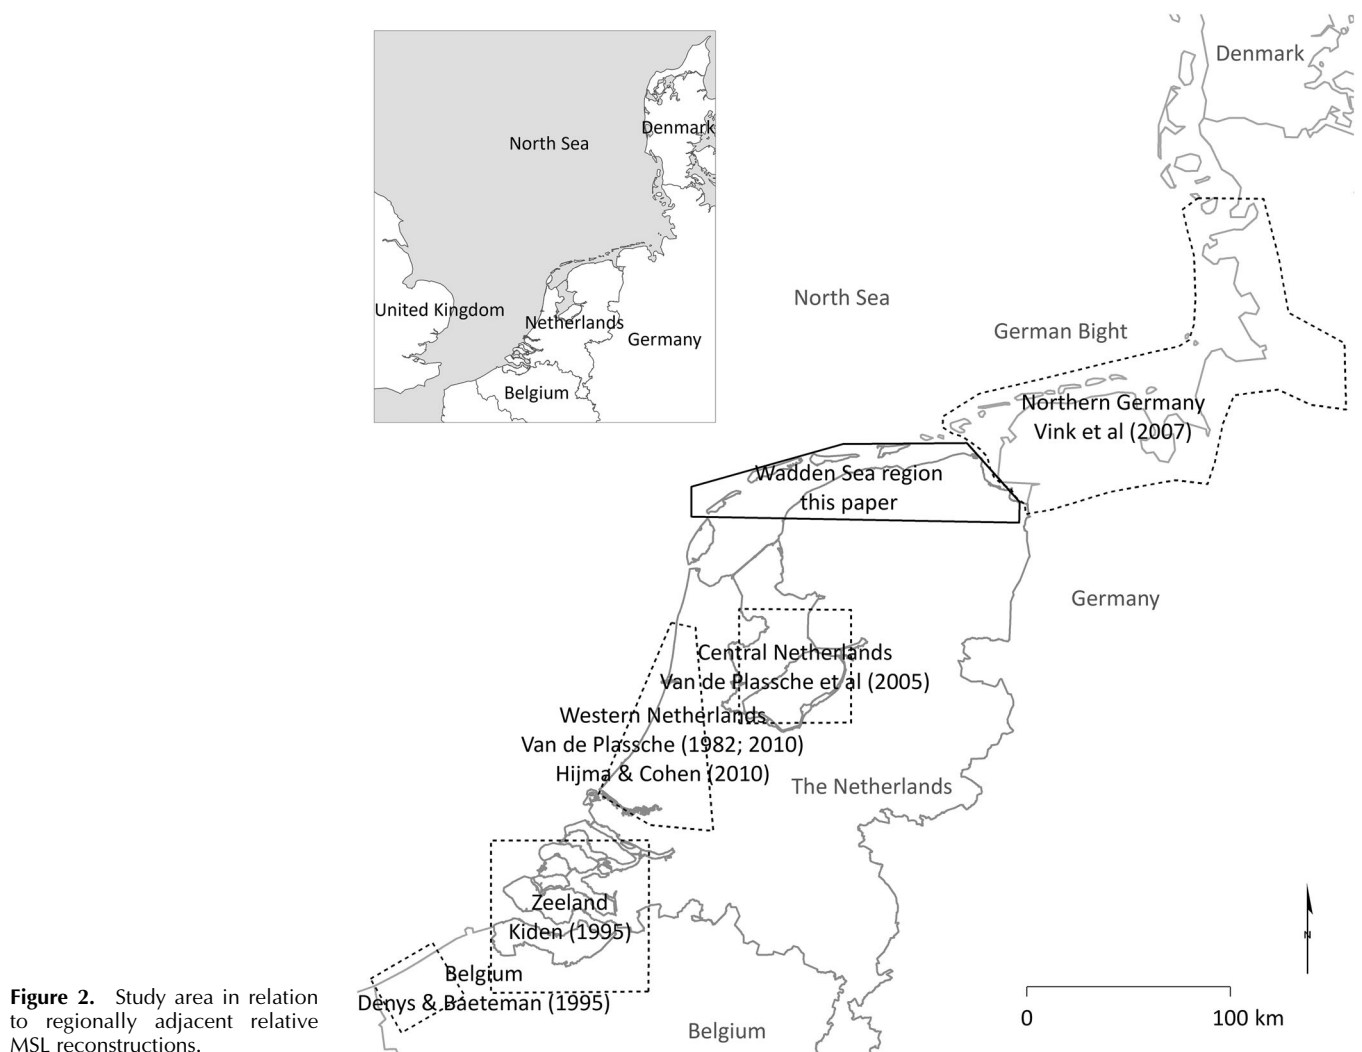 Denmark
North Sea
Denmark
United Kingdom
Netherlands
Germany
Belgium
North Sea
German Bight
Northern Germany
Vink et al (2007)
Wadden Sea region
this paper
Germany
Central Netherlands
Van de Plassche et al (2005)
Western Netherlands
Van de Plassche (1982; 2010)
Hijma & Cohen (2010)
The Netherlands
Zeeland
Kiden (1995)
N
Belgium
Denys & Baeteman (1995)
Belgium
0 100 km
Figure 2. Study area in relation
to regionally adjacent relative
MSL reconstructions.